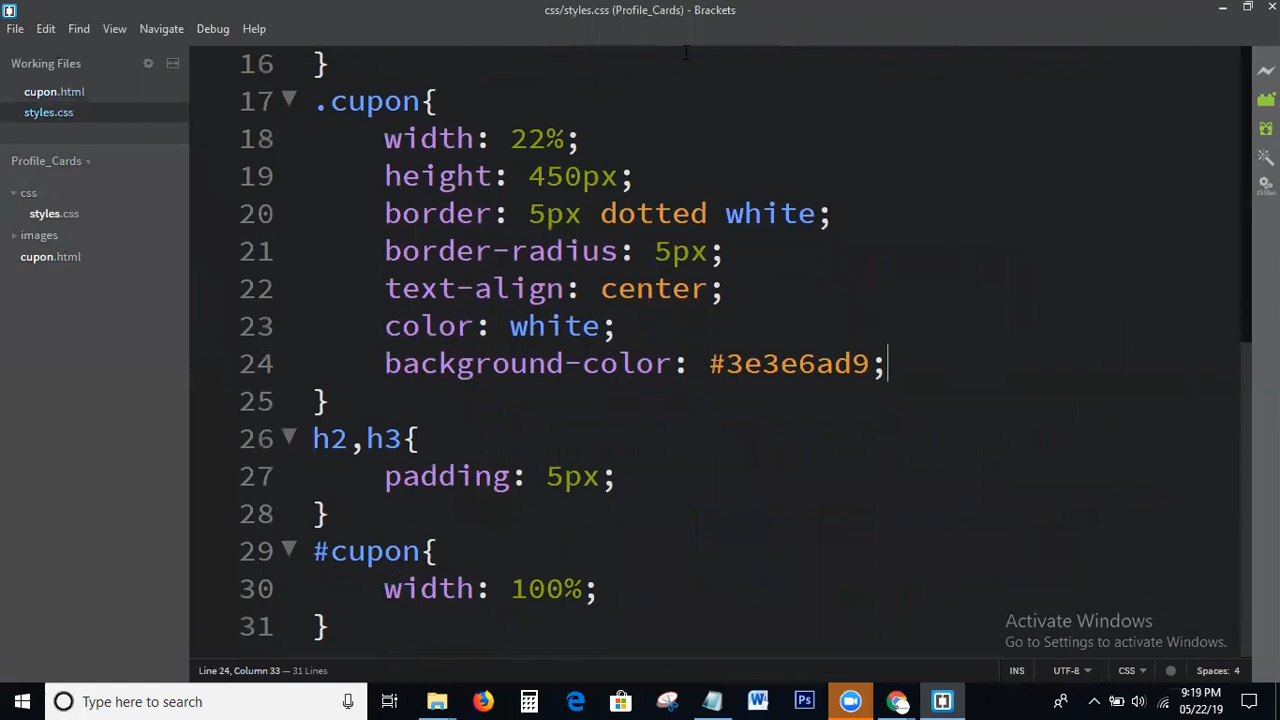 css/styles.css (Profile_Cards) - Brackets
File Edit Find View Navigate Debug Help
Working Files
cupon.html
styles.css
Profile_Cards
css
styles.css
images
cupon.html
16 }
17 .cupon{
18 width: 22%;
19 height: 450px;
20 border: 5px dotted white;
21 border-radius: 5px;
22 text-align: center;
23 color: white;
24 background-color: #3e3e6ad9;
25 }
26 h2,h3{
27 padding: 5px;
28 }
29 #cupon{
30 width: 100%;
31 }
Activate Windows
Go to Settings to activate Windows.
Line 24, Column 33 — 31 Lines
INS UTF-8 CSS Spaces: 4
Type here to search
9:19 PM
05/22/19